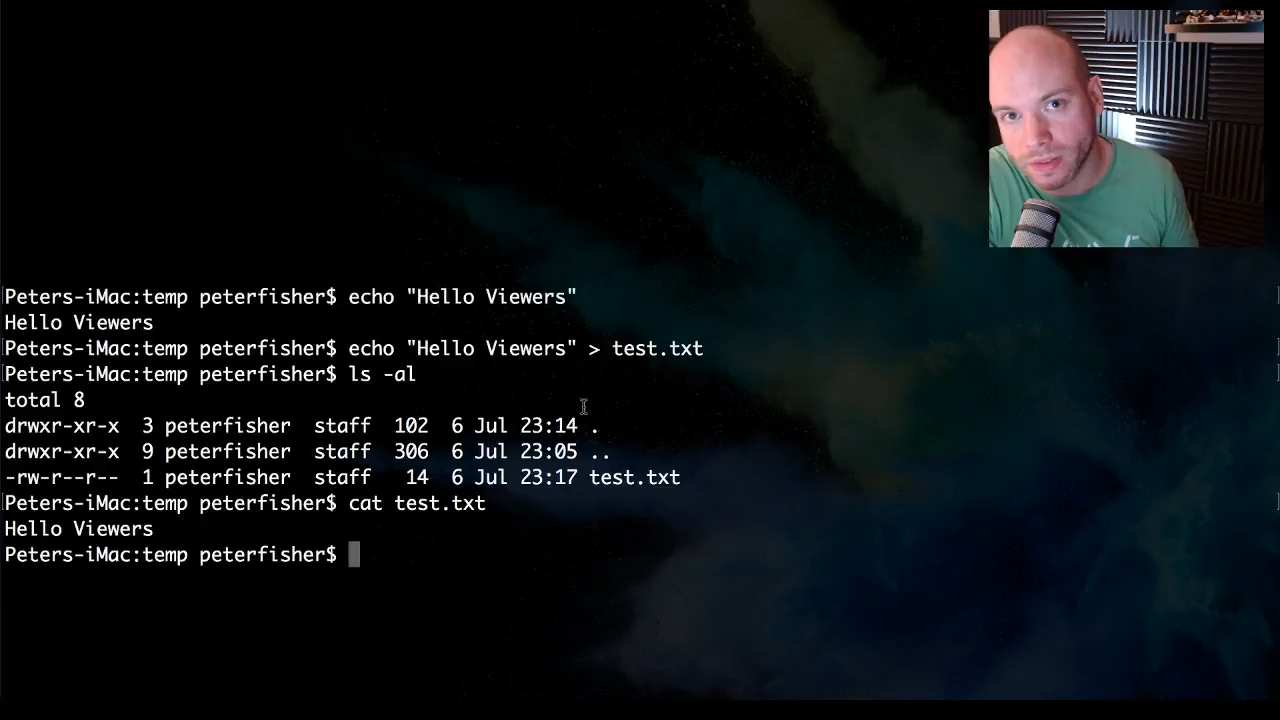 Peters-iMac:temp peterfisher$ echo "Hello Viewers"
Hello Viewers
Peters-iMac:temp peterfisher$ echo "Hello Viewers" > test.txt
Peters-iMac:temp peterfisher$ ls -al
total 8
drwxr-xr-x  3 peterfisher  staff  102  6 Jul 23:14 .
drwxr-xr-x  9 peterfisher  staff  306  6 Jul 23:05 ..
-rw-r--r--  1 peterfisher  staff   14  6 Jul 23:17 test.txt
Peters-iMac:temp peterfisher$ cat test.txt
Hello Viewers
Peters-iMac:temp peterfisher$